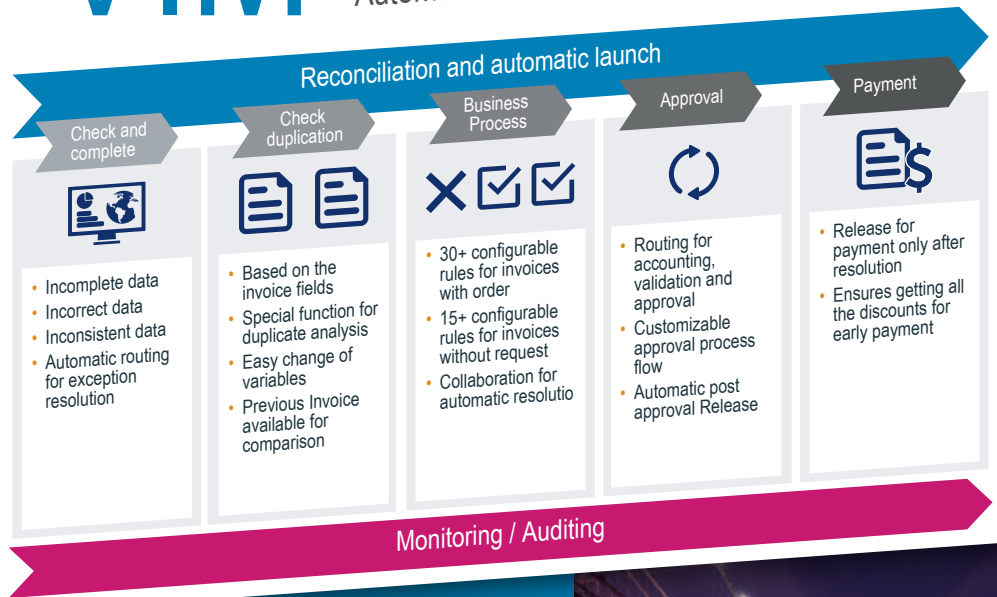 Reconciliation and automatic launch
Check and
complete
Incomplete data
Incorrect data
Inconsistent data
Automatic routing
for exception
resolution
Check
duplication
Based on the
invoice fields
Special function for
duplicate analysis
Easy change of
variables
Previous Invoice
available for
comparison
Business
Process
30+ configurable
rules for invoices
with order
15+ configurable
rules for invoices
without request
Collaboration for
automatic resolutio
Approval
Routing for
accounting,
validation and
approval
Customizable
approval process
flow
Automatic post
approval Release
Payment
$
Release for
payment only after
resolution
Ensures getting all
the discounts for
early payment
Monitoring / Auditing